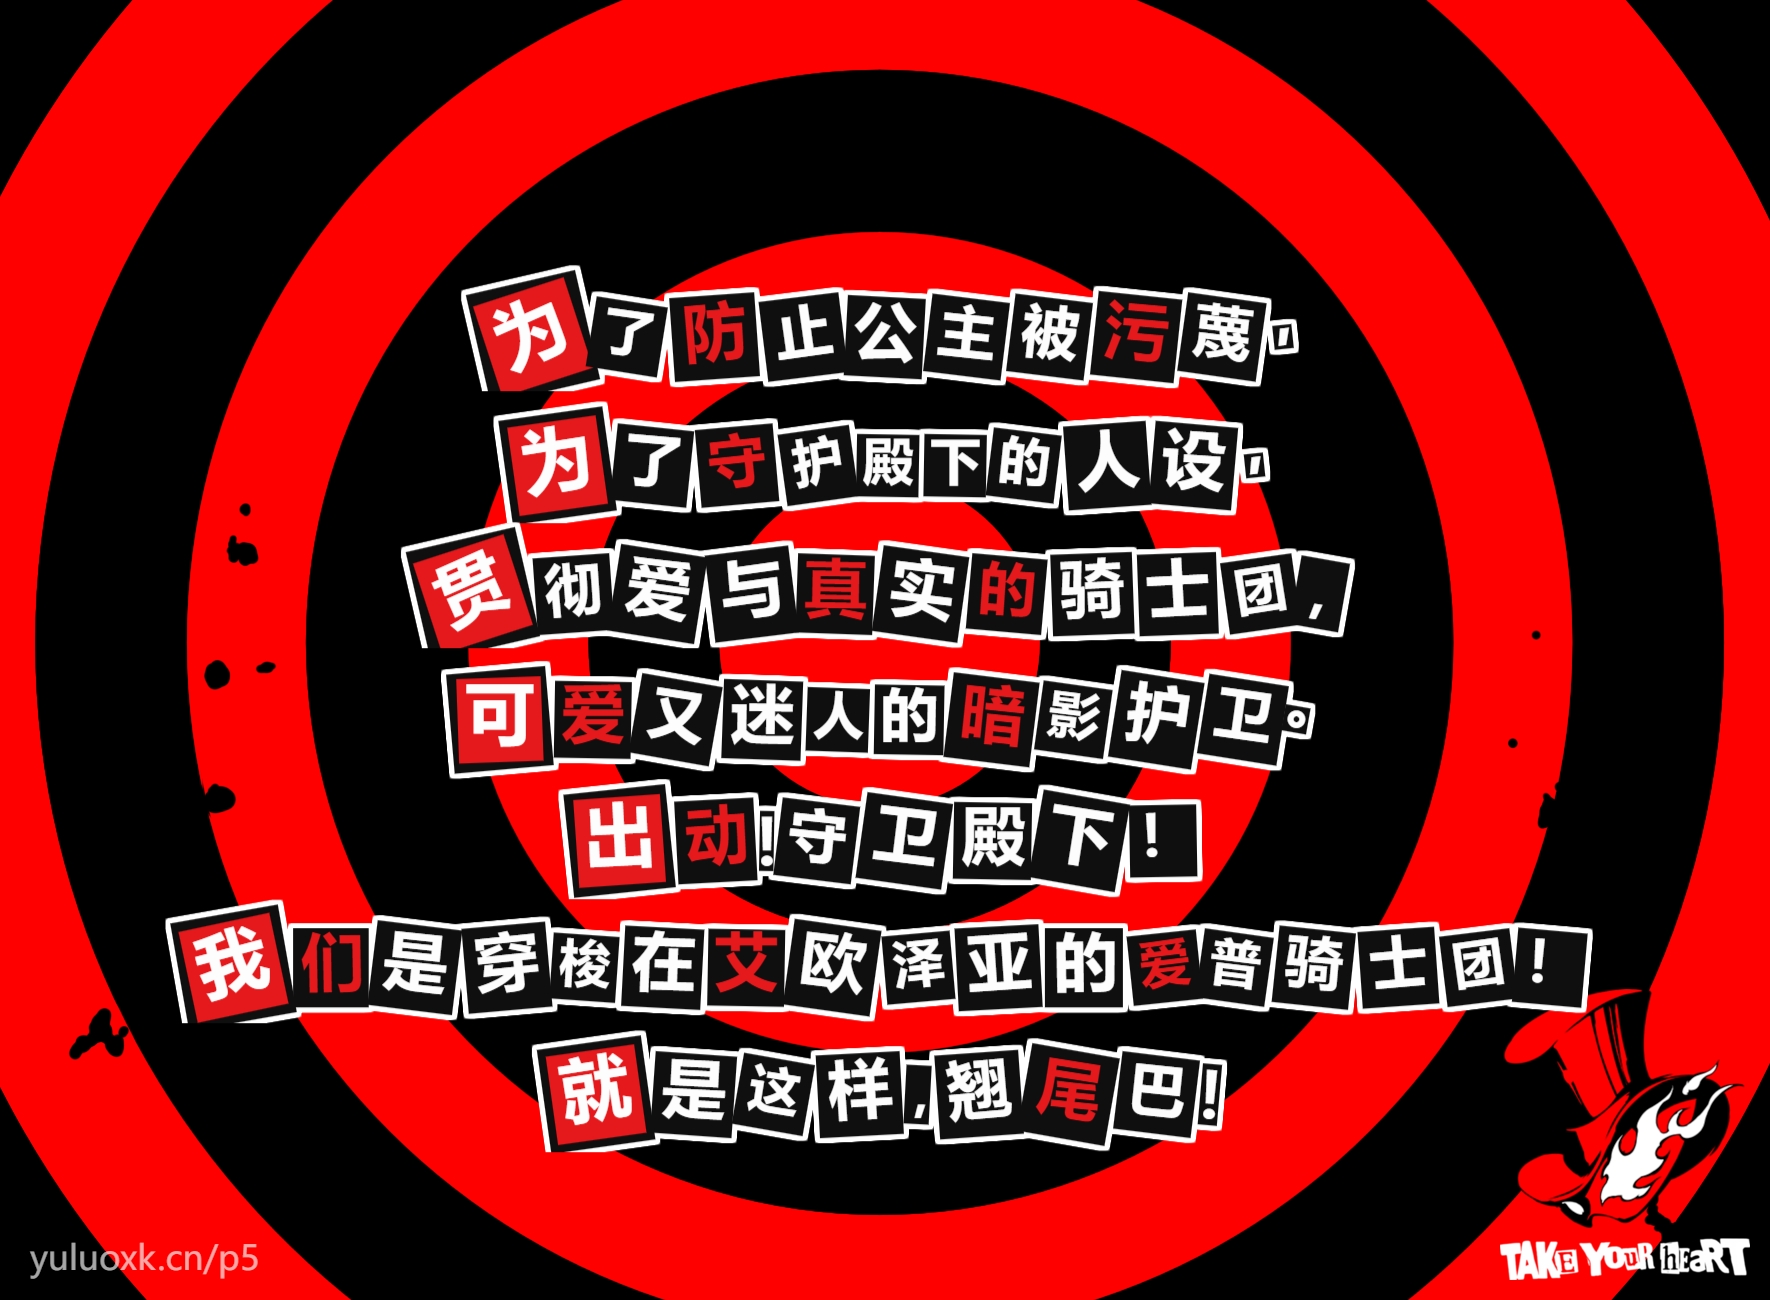 为了防止公主被污蔑,
为了守护殿下的人设,
贯彻爱与真实的骑士团,
可爱又迷人的暗影护卫。
出动!守卫殿下!
我们是穿梭在艾欧泽亚的爱普骑士团!
就是这样,翘尾巴!
yuluoxk.cn/p5
TAKE YOUR HEART